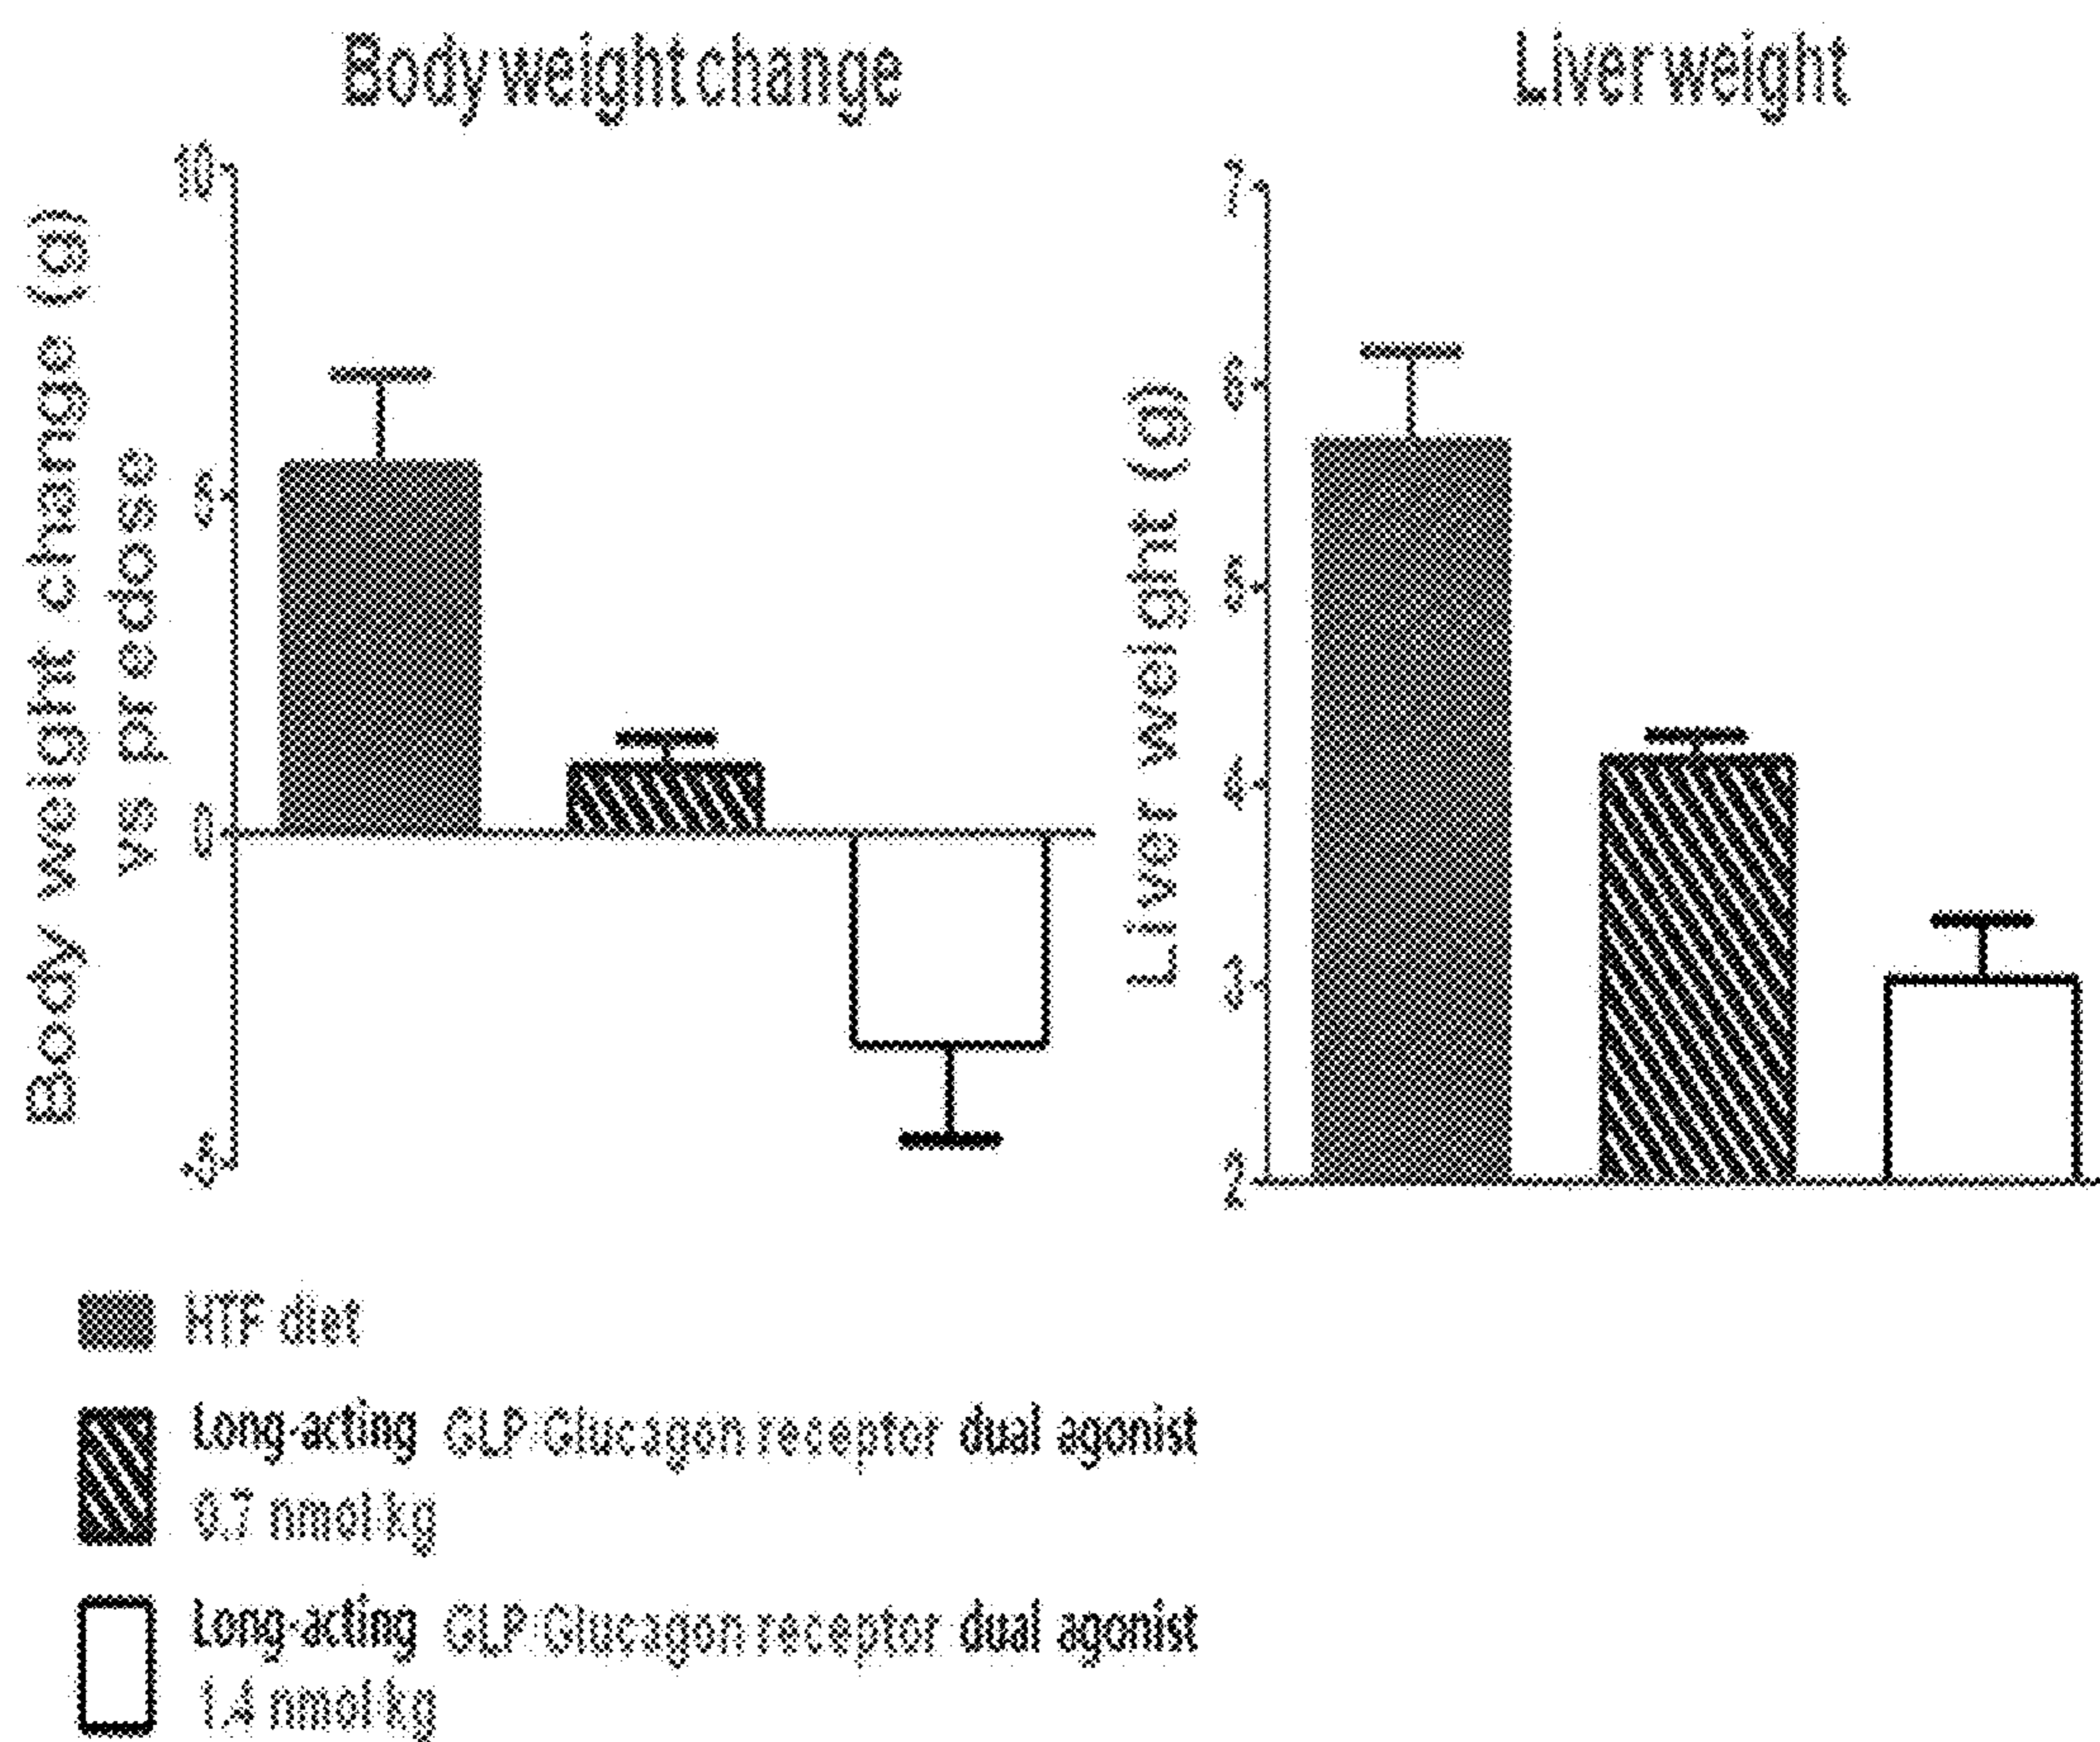 Body weight change
Body weight change (g)
vs predose
10
5
0
-5
Liver weight
Liver weight (g)
7
6
5
4
3
2
HTF diet
Long-acting GLP/Glucagon receptor dual agonist
0.7 nmol/kg
Long-acting GLP/Glucagon receptor dual agonist
1.4 nmol/kg